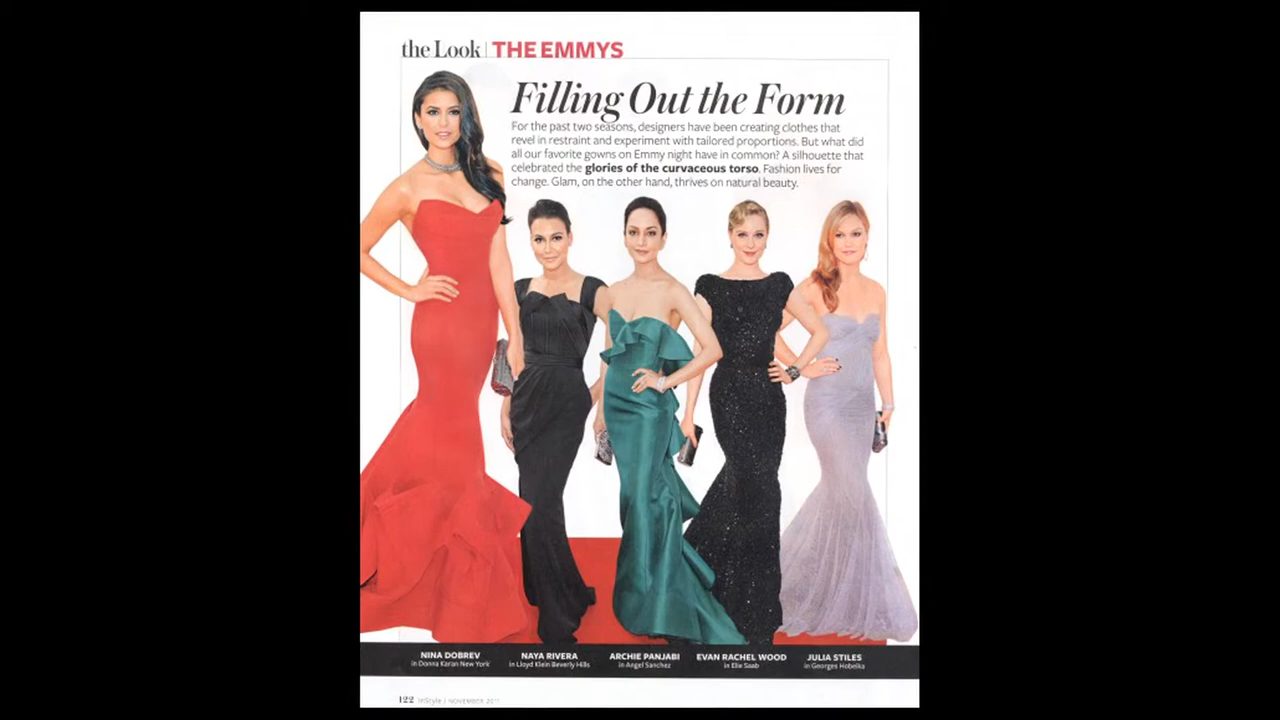 the Look | THE EMMYS
Filling Out the Form
For the past two seasons, designers have been creating clothes that
revel in restraint and experiment with tailored proportions. But what did
all our favorite gowns on Emmy night have in common? A silhouette that
celebrated the glories of the curvaceous torso. Fashion lives for
change. Glam, on the other hand, thrives on natural beauty.
NINA DOBREV
in Donna Karan New York
NAYA RIVERA
in Lloyd Klein Beverly Hills
ARCHIE PANJABI
in Angel Sanchez
EVAN RACHEL WOOD
in Elie Saab
JULIA STILES
in Georges Hobeika
122 InStyle / NOVEMBER 2011